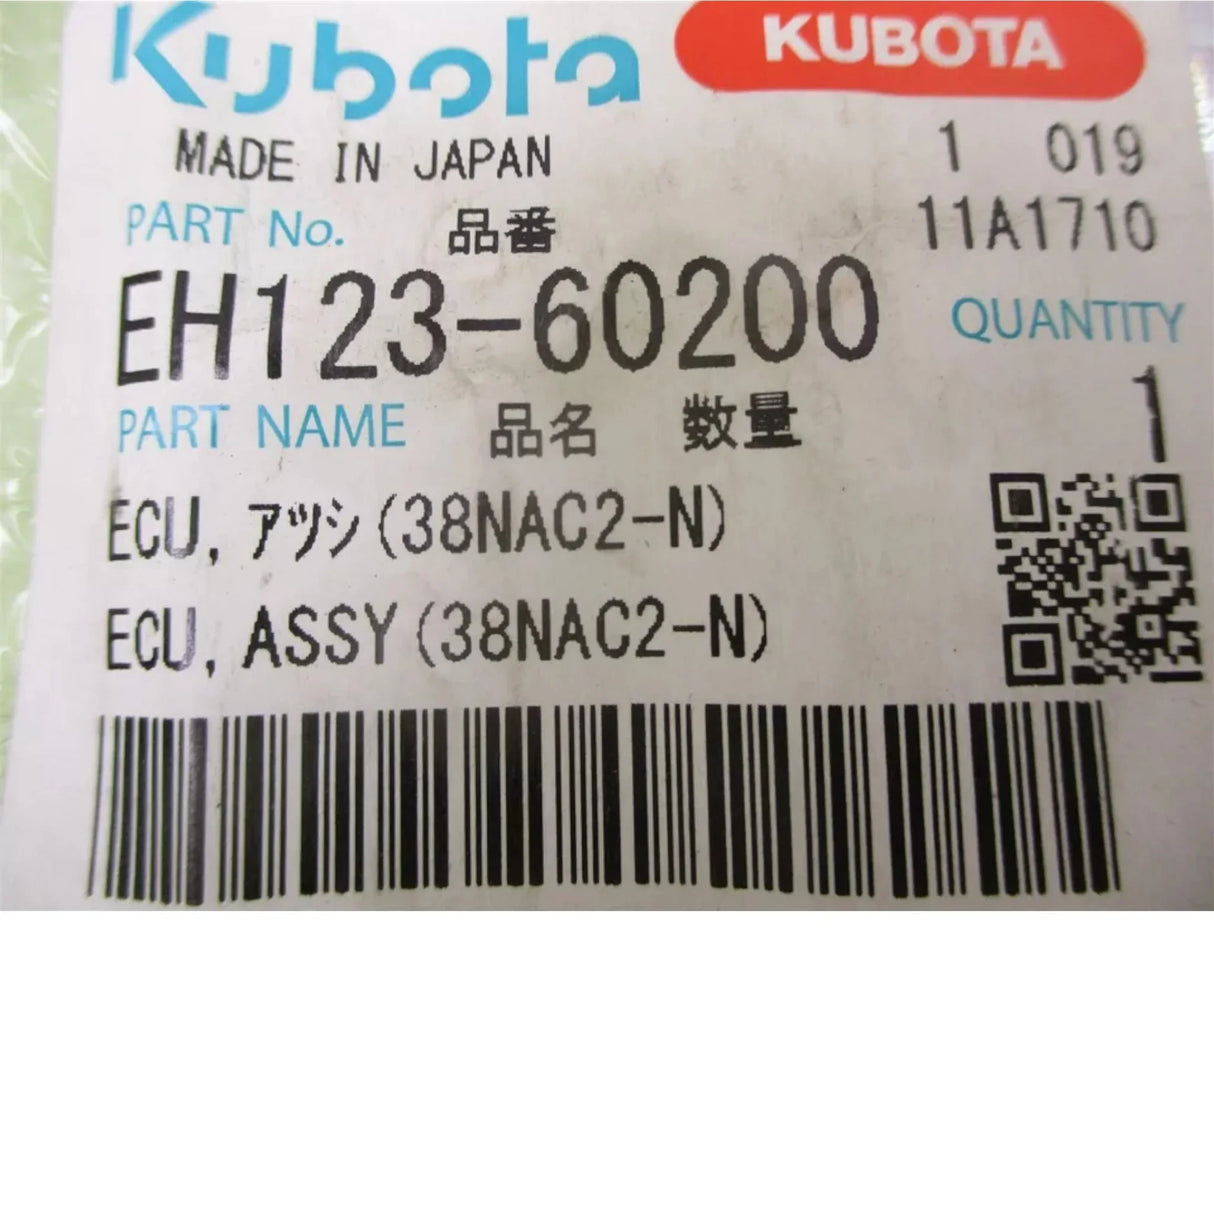 Kubota KUBOTA
MADE IN JAPAN 1 019
PART No. 品番 11A1710
EH123-60200 QUANTITY
PART NAME 品名 数量 1
ECU, アツシ(38NAC2-N)
ECU, ASSY(38NAC2-N)